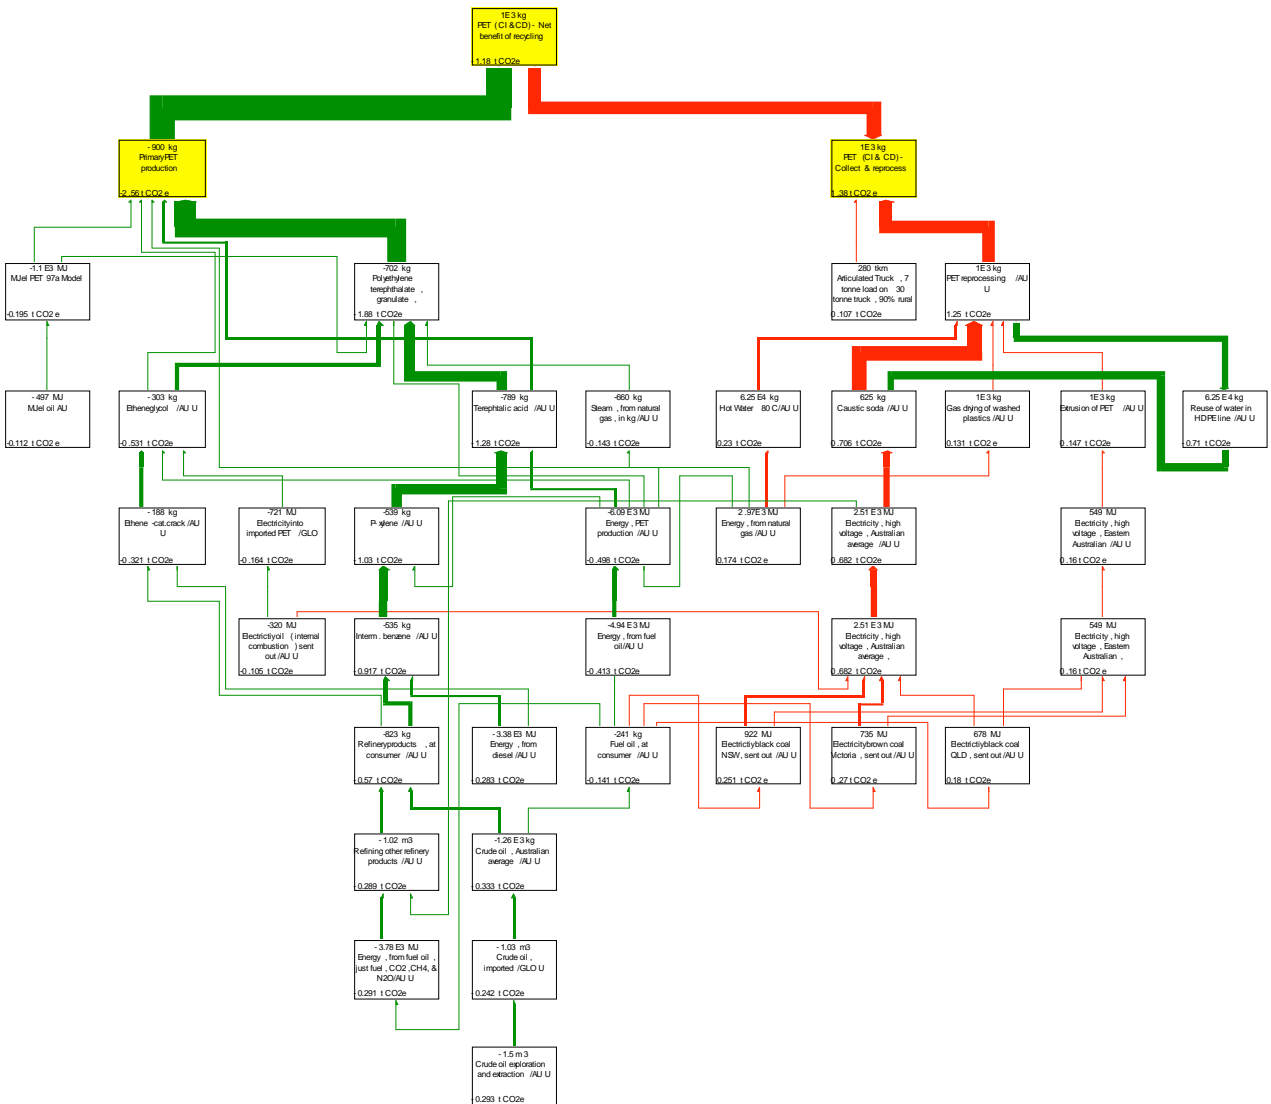 1E3 kg
PET (CI & CD) - Net
benefit of recycling
-1.18 t CO2e
-900 kg
Primary PET
production
-2.56 t CO2 e
1E3 kg
PET (CI & CD) -
Collect & reprocess
1.38 t CO2 e
-1.1 E3 MJ
MJel PET 97a Model
-0.195 t CO2 e
-702 kg
Polyethylene
terephthalate ,
granulate ,
-1.88 t CO2e
280 tkm
Articulated Truck , 7
tonne load on 30
tonne truck , 90% rural
0.107 t CO2e
1E3 kg
PET reprocessing /AU
U
1.25 t CO2e
-497 MJ
MJel oil AU
-0.112 t CO2 e
-303 kg
Etheneglycol /AU U
-0.531 t CO2e
-789 kg
Terephtalic acid /AU U
-1.28 t CO2e
-660 kg
Steam , from natural
gas , in kg /AU U
-0.143 t CO2e
6.25 E4 kg
Hot Water 80 C/AU U
0.23 t CO2e
625 kg
Caustic soda /AU U
0.706 t CO2e
1E3 kg
Gas drying of washed
plastics /AU U
0.131 t CO2 e
1E3 kg
Extrusion of PET /AU U
0.147 t CO2e
6.25 E4 kg
Reuse of water in
HDPE line /AU U
-0.71 t CO2e
-188 kg
Ethene -cat.crack /AU
U
-0.321 t CO2e
-721 MJ
Electricity into
imported PET /GLO
-0.164 t CO2e
-539 kg
P-xylene /AU U
-1.03 t CO2e
-6.09 E3 MJ
Energy , PET
production /AU U
-0.498 t CO2e
2.97E3 MJ
Energy , from natural
gas /AU U
0.174 t CO2e
2.51 E3 MJ
Electricity , high
voltage , Australian
average /AU U
0.682 t CO2e
549 MJ
Electricity , high
voltage , Eastern
Australian /AU U
0.16 t CO2 e
-320 MJ
Electrictiy oil (internal
combustion ) sent
out /AU U
-0.105 t CO2e
-535 kg
Interm . benzene /AU U
-0.917 t CO2e
-4.94 E3 MJ
Energy , from fuel
oil/AU U
-0.413 t CO2e
2.51 E3 MJ
Electricity , high
voltage , Australian
average ,
0.682 t CO2e
549 MJ
Electricity , high
voltage , Eastern
Australian ,
0.16 t CO2 e
-823 kg
Refinery products , at
consumer /AU U
-0.57 t CO2e
-3.38 E3 MJ
Energy , from
diesel /AU U
-0.283 t CO2e
-241 kg
Fuel oil , at
consumer /AU U
-0.141 t CO2e
922 MJ
Electrictiy black coal
NSW, sent out /AU U
0.251 t CO2e
735 MJ
Electricity brown coal
Victoria , sent out /AU U
0.27 t CO2 e
678 MJ
Electrictiy black coal
QLD , sent out /AU U
0.18 t CO2e
-1.02 m3
Refining other refinery
products /AU U
-0.289 t CO2e
-1.26 E3 kg
Crude oil , Australian
average /AU U
-0.333 t CO2e
-3.78 E3 MJ
Energy , from fuel oil ,
just fuel , CO2 ,CH4, &
N2O/AU U
-0.291 t CO2e
-1.03 m3
Crude oil ,
imported /GLO U
-0.242 t CO2e
-1.5 m3
Crude oil exploration
and extraction /AU U
-0.293 t CO2e